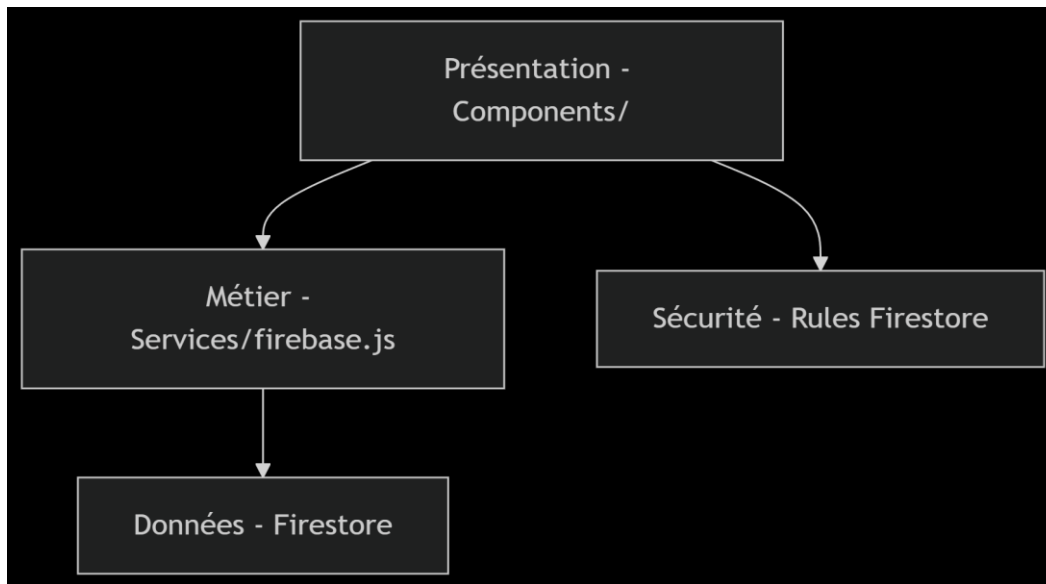 Présentation -
Components/
Métier -
Services/firebase.js
Sécurité - Rules Firestore
Données - Firestore